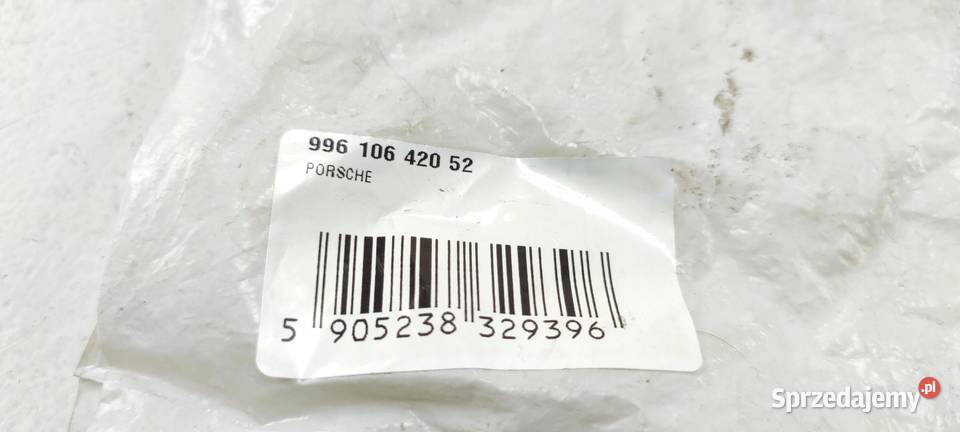 996 106 420 52
PORSCHE
5 905238 329396
Sprzedajemy.pl